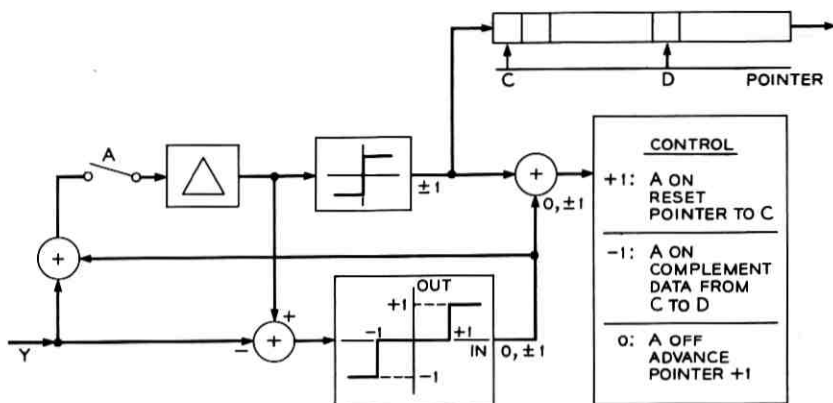 C
D
POINTER
A
△
±1
+
0, ±1
CONTROL
+1: A ON
RESET
POINTER TO C
-1: A ON
COMPLEMENT
DATA FROM
C TO D
0: A OFF
ADVANCE
POINTER +1
+
+
-
+
Y
OUT
+1
-1
+1
IN
-1
0, ±1